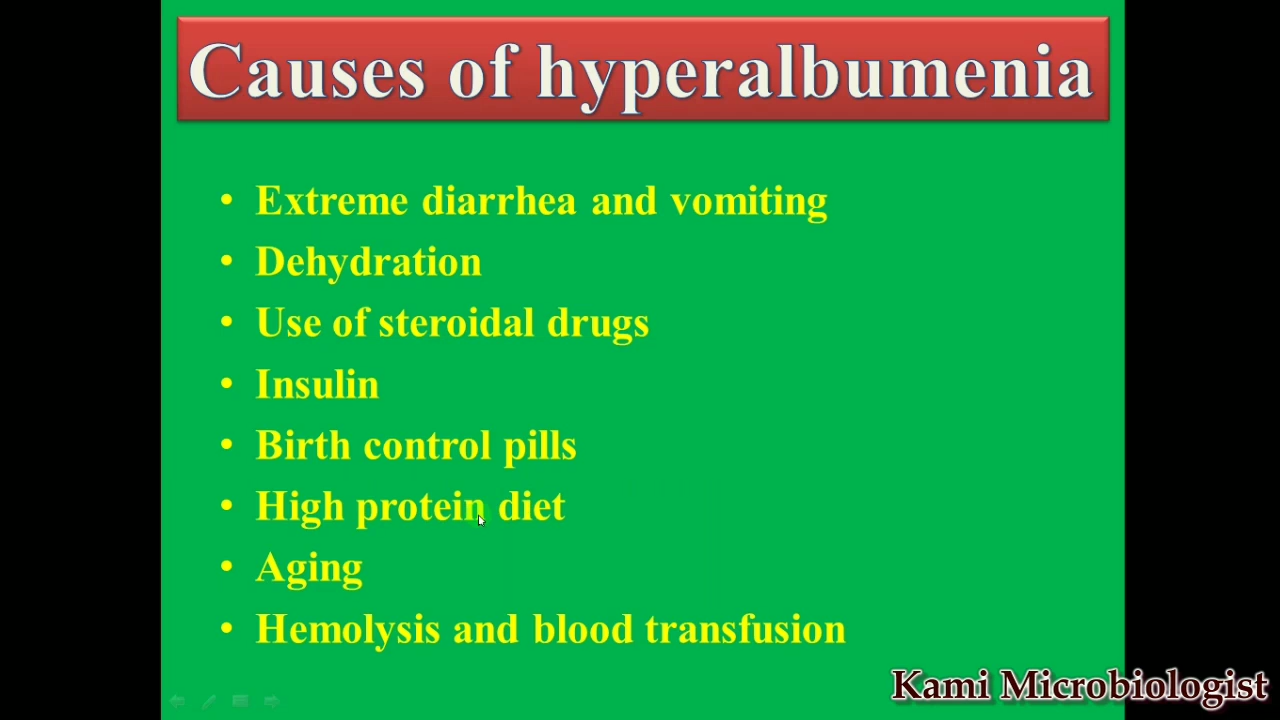 Causes of hyperalbumenia
• Extreme diarrhea and vomiting
• Dehydration
• Use of steroidal drugs
• Insulin
• Birth control pills
• High protein diet
• Aging
• Hemolysis and blood transfusion
Kami Microbiologist